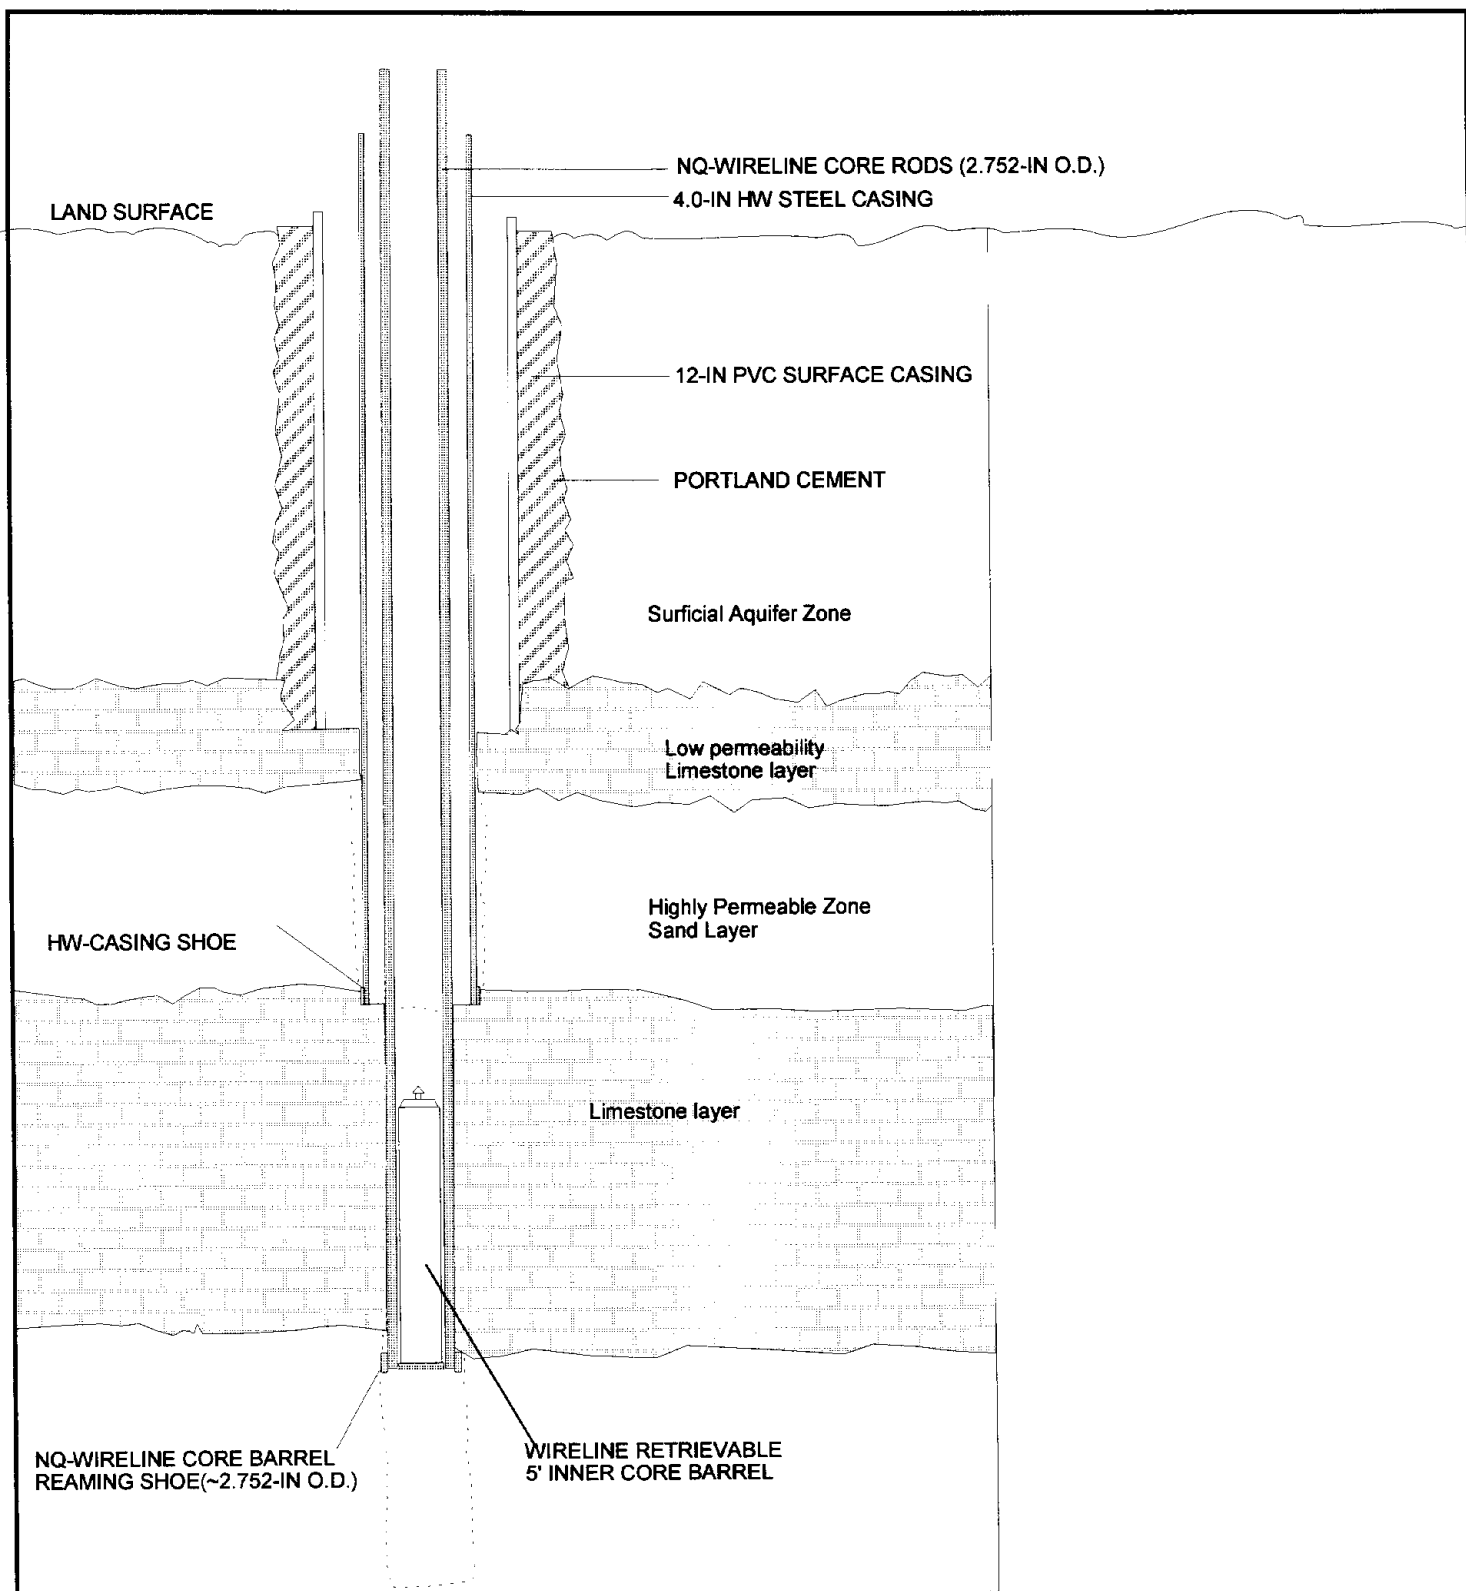 NQ-WIRELINE CORE RODS (2.752-IN O.D.)
4.0-IN HW STEEL CASING
LAND SURFACE
12-IN PVC SURFACE CASING
PORTLAND CEMENT
Surficial Aquifer Zone
Low permeability
Limestone layer
Highly Permeable Zone
Sand Layer
HW-CASING SHOE
Limestone layer
NQ-WIRELINE CORE BARREL
REAMING SHOE(~2.752-IN O.D.)
WIRELINE RETRIEVABLE
5' INNER CORE BARREL